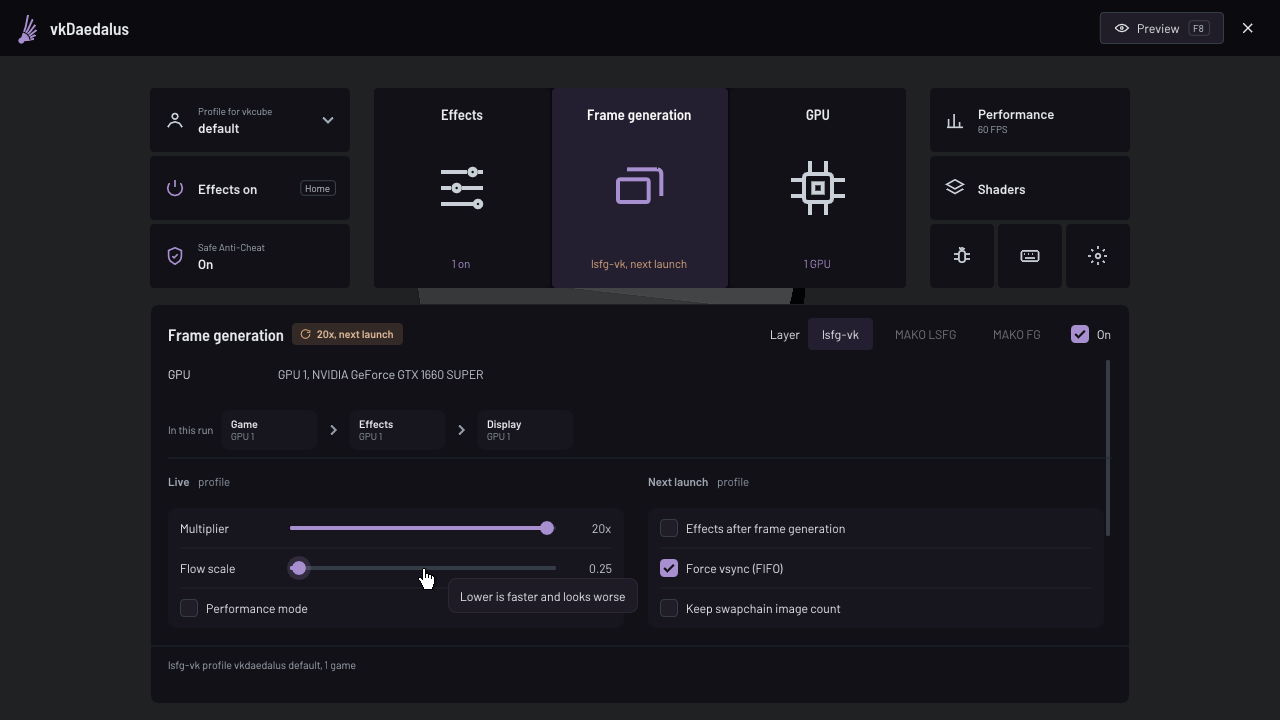 vkDaedalus
Preview F8
Profile for vkcube
default
Effects on Home
Safe Anti-Cheat
On
Effects
1 on
Frame generation
lsfg-vk, next launch
GPU
1 GPU
Performance
60 FPS
Shaders
Frame generation 20x, next launch
Layer lsfg-vk MAKO LSFG MAKO FG On
GPU GPU 1, NVIDIA GeForce GTX 1660 SUPER
In this run
Game
GPU 1
Effects
GPU 1
Display
GPU 1
Live profile
Multiplier 20x
Flow scale 0.25
Performance mode
Lower is faster and looks worse
Next launch profile
Effects after frame generation
Force vsync (FIFO)
Keep swapchain image count
lsfg-vk profile vkdaedalus default, 1 game